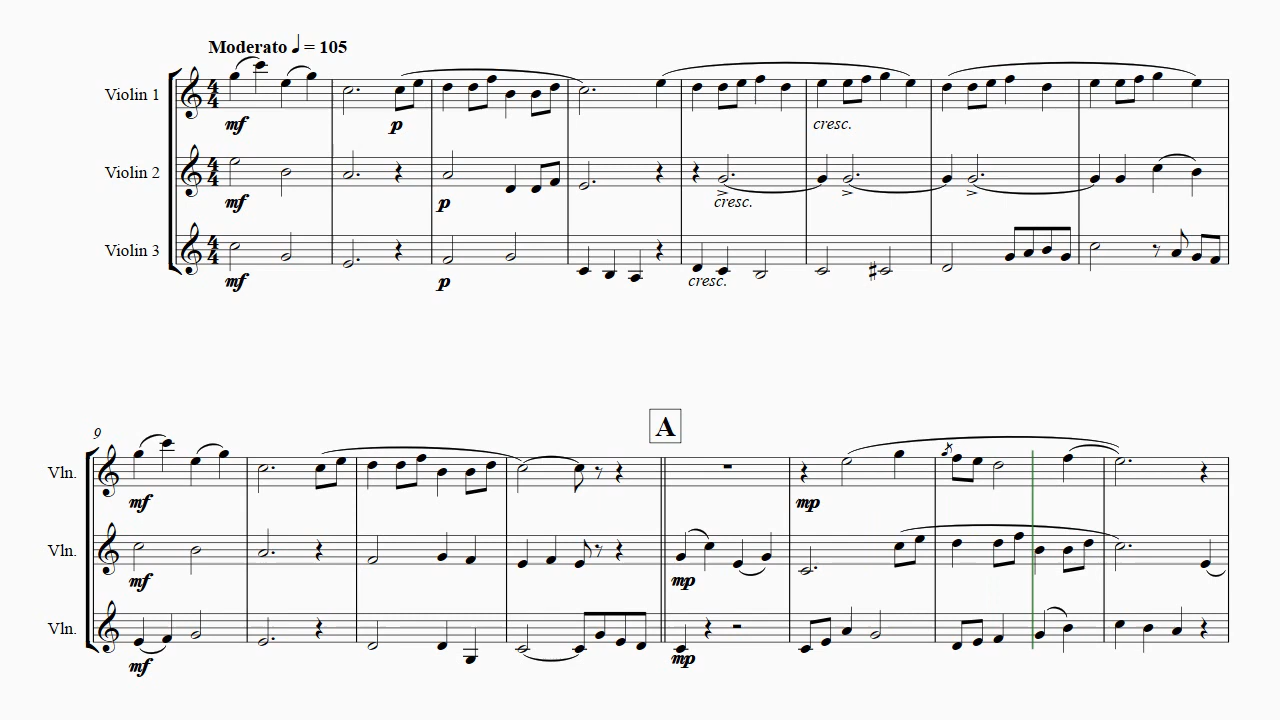 Moderato ♩ = 105
Violin 1
mf
p
cresc.
Violin 2
mf
p
cresc.
Violin 3
mf
p
cresc.
9
A
Vln.
mf
mp
Vln.
mf
mp
Vln.
mf
mp